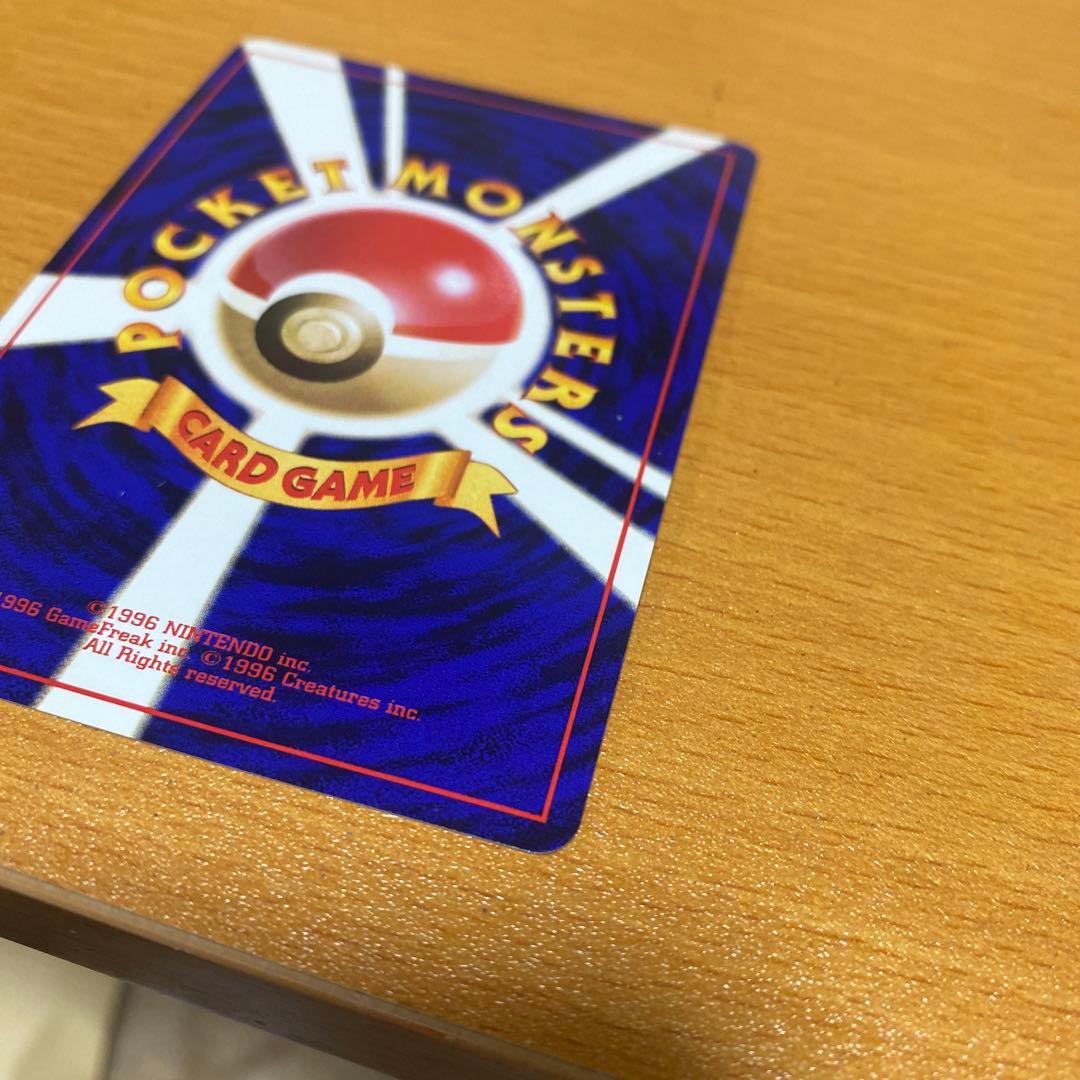 POCKET MONSTERS
CARD GAME
©1996 NINTENDO inc.
1996 GameFreak inc. ©1996 Creatures inc.
All Rights reserved.